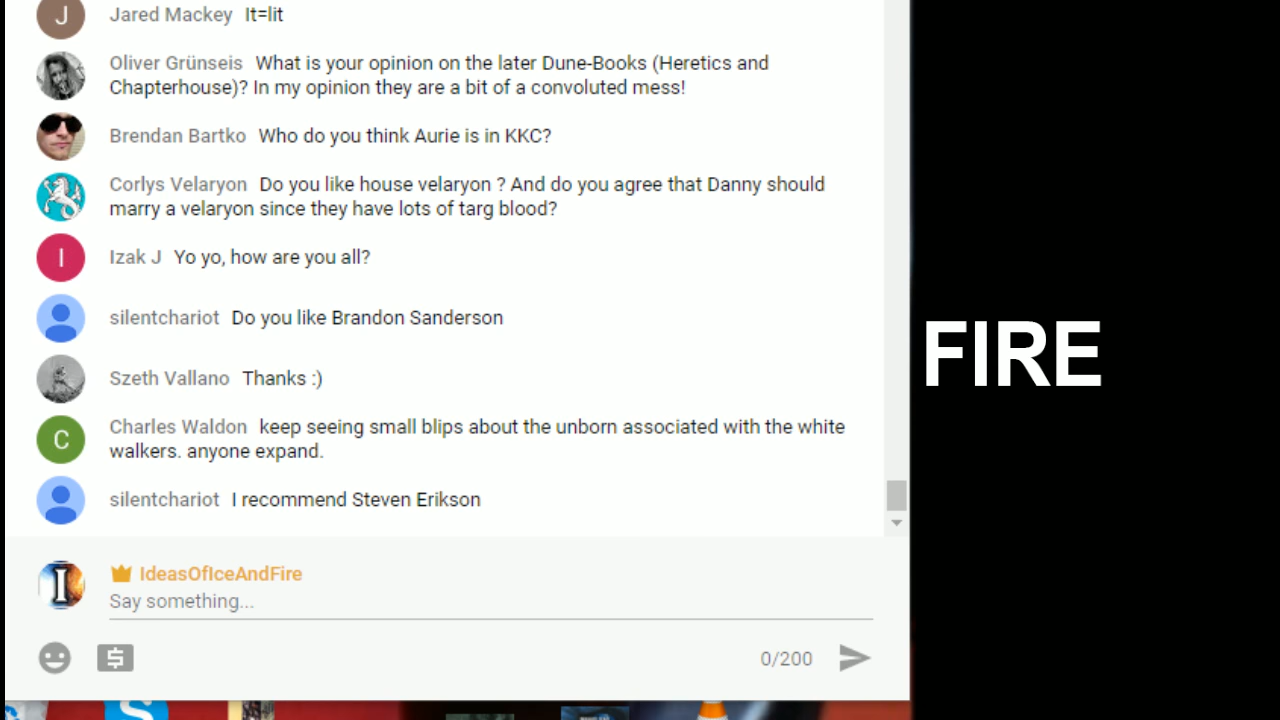 J Jared Mackey It=lit
Oliver Grünseis What is your opinion on the later Dune-Books (Heretics and
Chapterhouse)? In my opinion they are a bit of a convoluted mess!
Brendan Bartko Who do you think Aurie is in KKC?
Corlys Velaryon Do you like house velaryon ? And do you agree that Danny should
marry a velaryon since they have lots of targ blood?
I Izak J Yo yo, how are you all?
silentchariot Do you like Brandon Sanderson
FIRE
Szeth Vallano Thanks :)
Charles Waldon keep seeing small blips about the unborn associated with the white
C
walkers. anyone expand.
silentchariot I recommend Steven Erikson
I IdeasOfIceAndFire
Say something...
$ 0/200
S